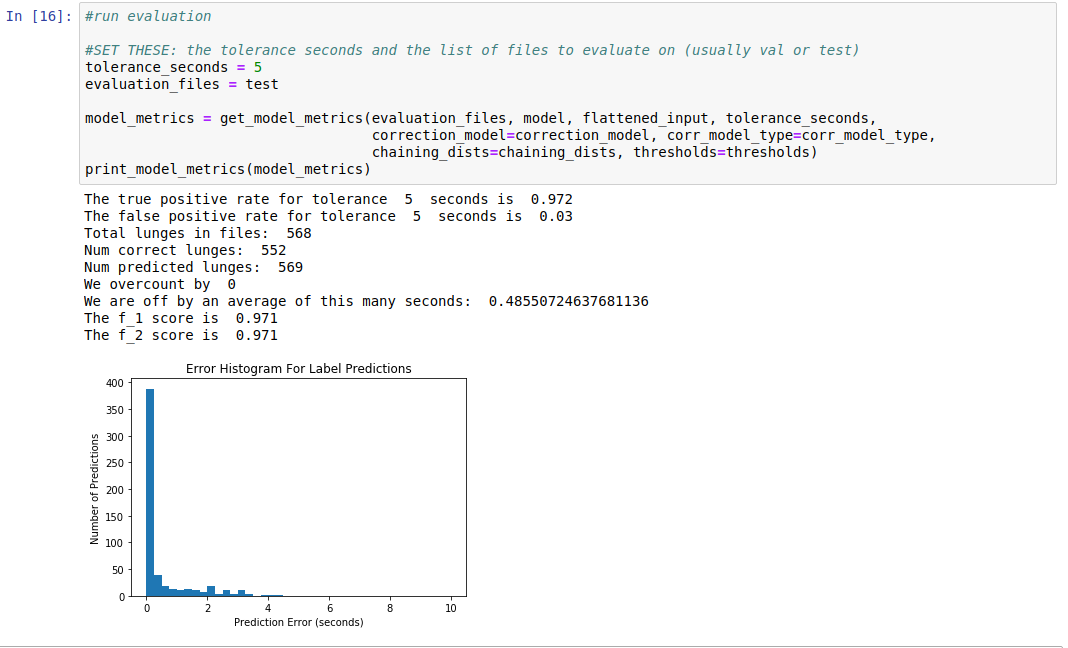 In [16]: #run evaluation
#SET THESE: the tolerance seconds and the list of files to evaluate on (usually val or test)
tolerance_seconds = 5
evaluation_files = test
model_metrics = get_model_metrics(evaluation_files, model, flattened_input, tolerance_seconds,
correction_model=correction_model, corr_model_type=corr_model_type,
chaining_dists=chaining_dists, thresholds=thresholds)
print_model_metrics(model_metrics)
The true positive rate for tolerance  5  seconds is  0.972
The false positive rate for tolerance  5  seconds is  0.03
Total lunges in files:  568
Num correct lunges:  552
Num predicted lunges:  569
We overcount by  0
We are off by an average of this many seconds:  0.48550724637681136
The f_1 score is  0.971
The f_2 score is  0.971
Error Histogram For Label Predictions
400
350
300
250
200
150
100
50
0
Number of Predictions
0 2 4 6 8 10
Prediction Error (seconds)